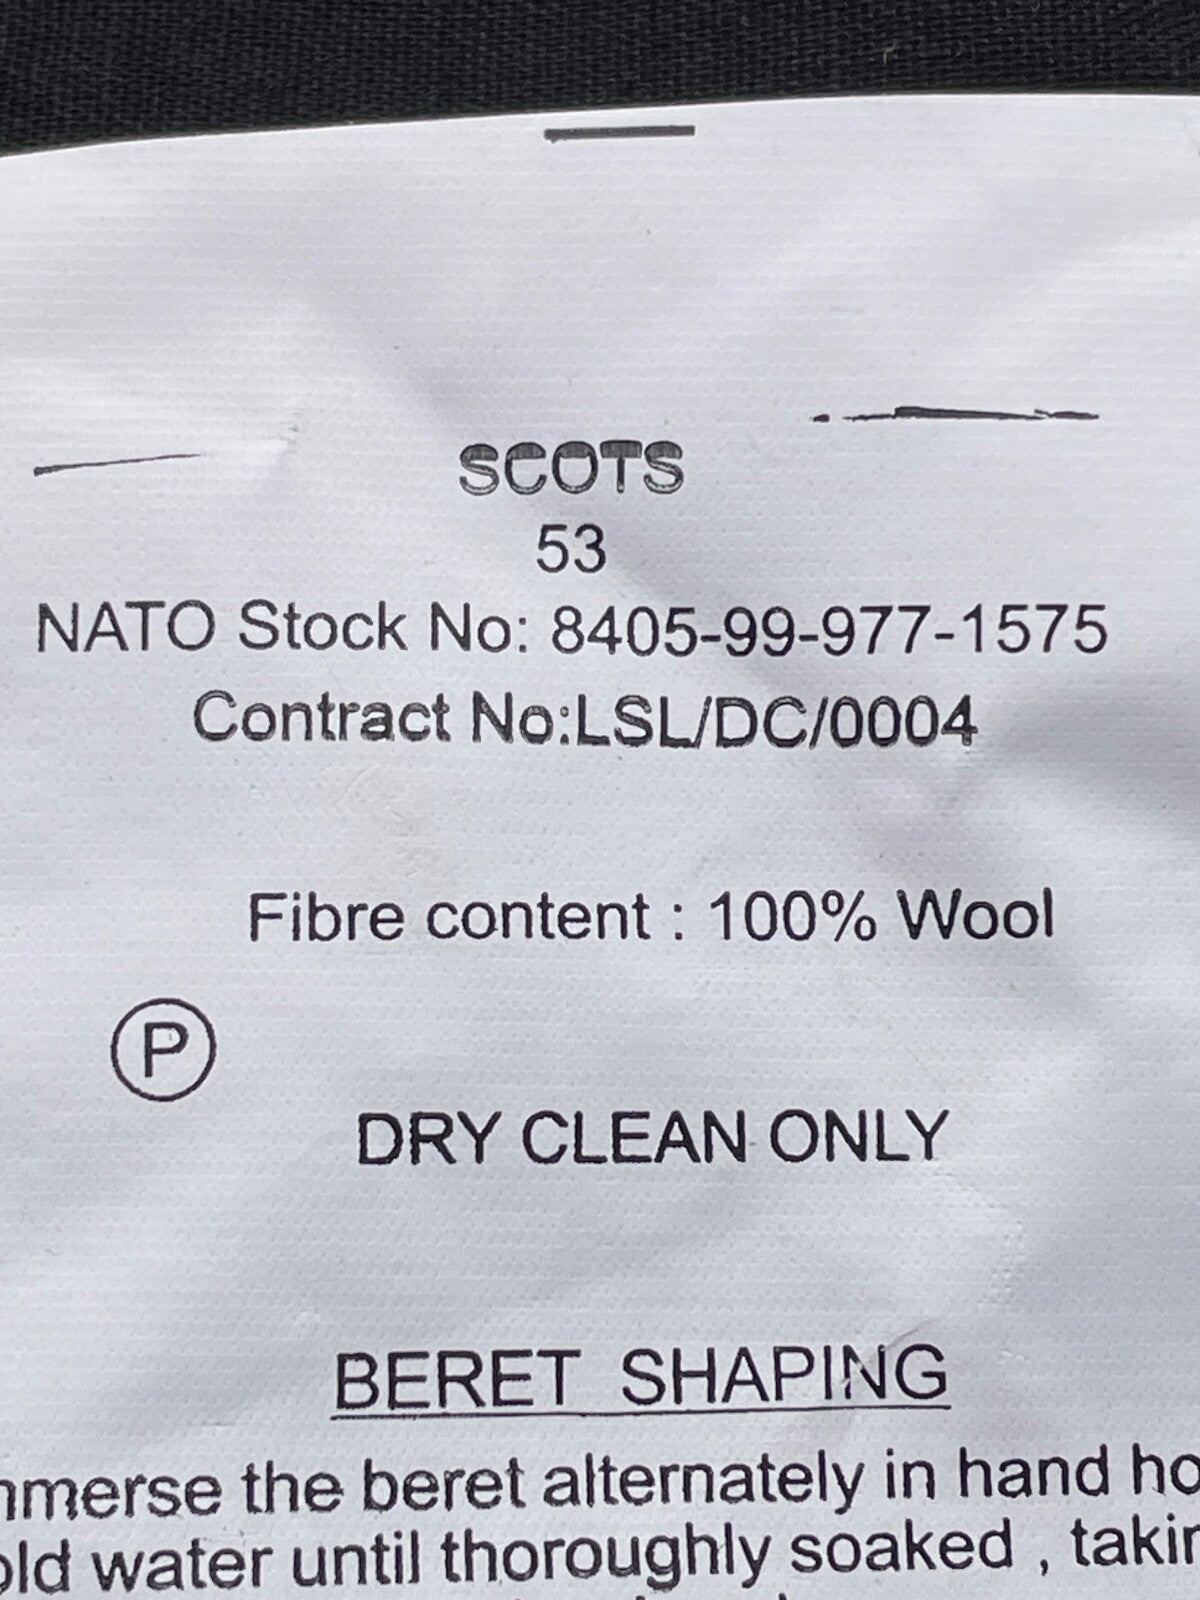 SCOTS
53
NATO Stock No: 8405-99-977-1575
Contract No:LSL/DC/0004
Fibre content : 100% Wool
P
DRY CLEAN ONLY
BERET SHAPING
the beret alternately in hand
water until thoroughly soaked ,